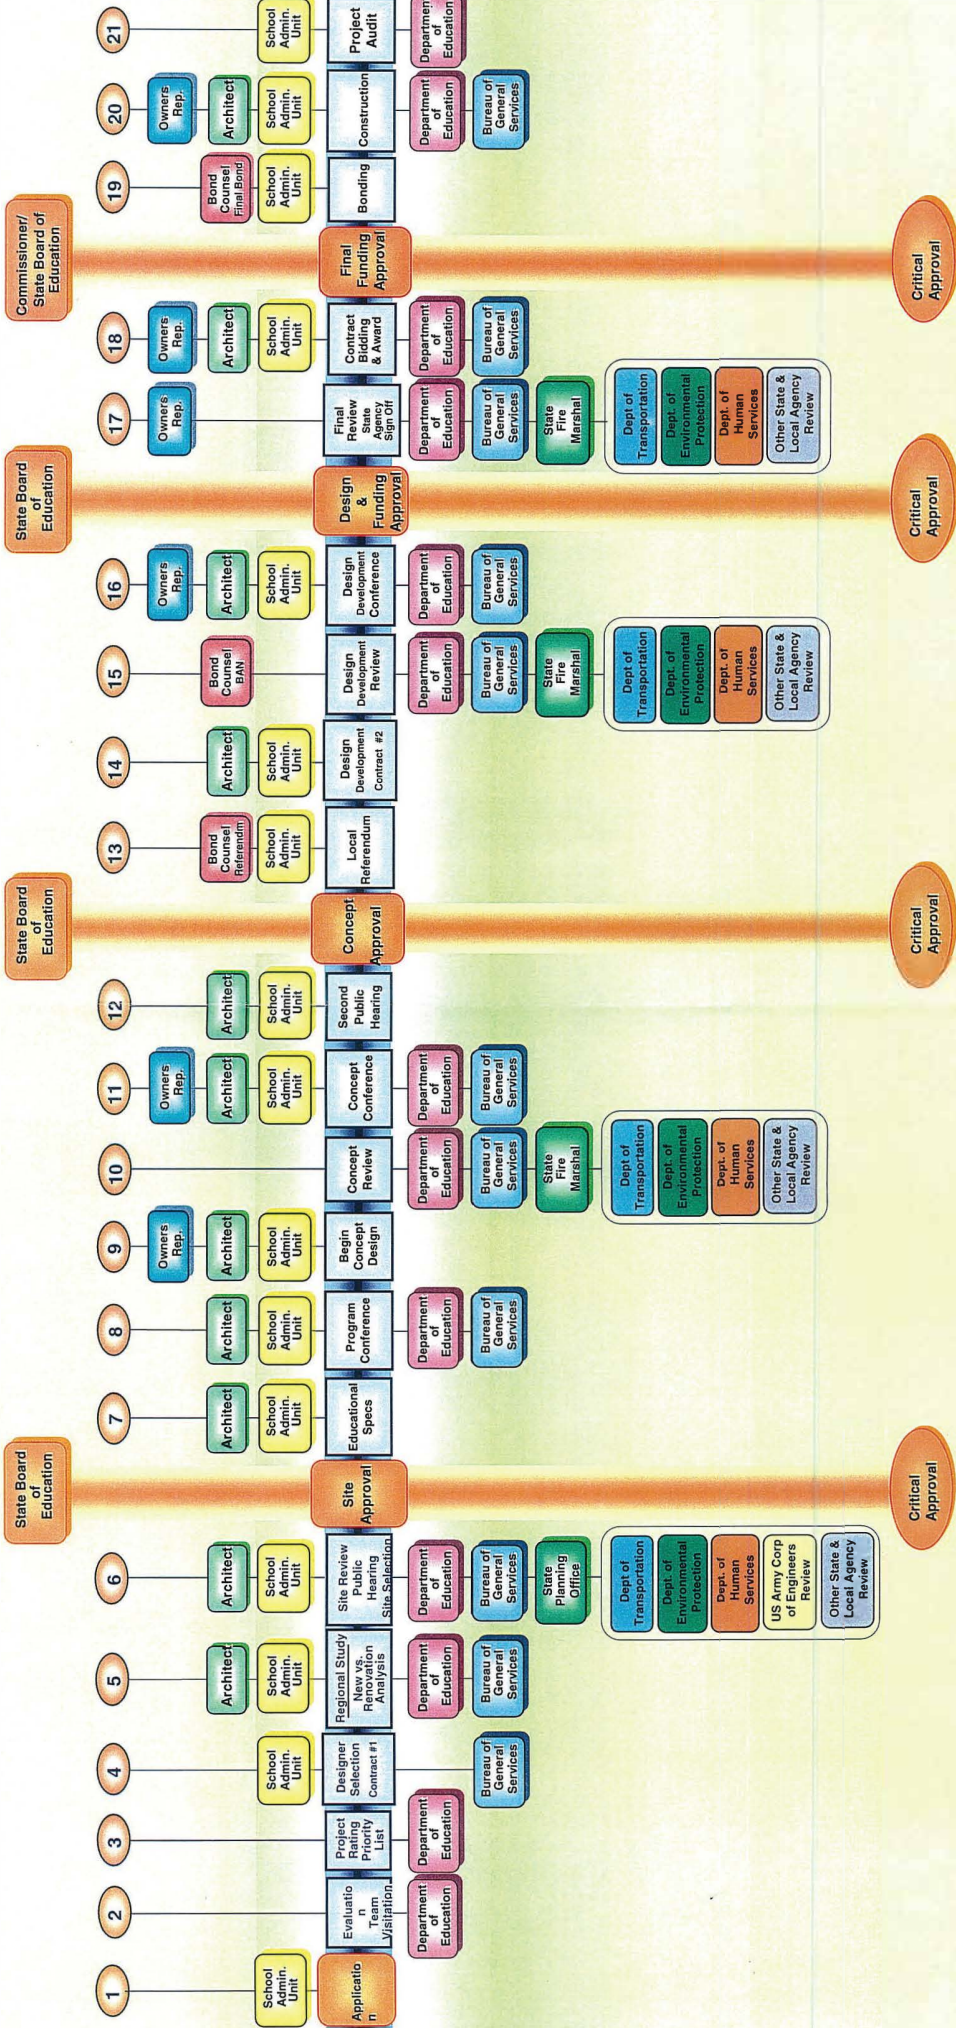 1
School
Admin.
Unit
Applicatio
n
2
Evaluatio
n
Team
Visitation
Department
of
Education
3
Project
Rating
Priority
List
Department
of
Education
4
School
Admin.
Unit
Designer
Selection
Contract #1
Bureau of
General
Services
5
Architect
School
Admin.
Unit
Regional Study
New vs.
Renovation
Analysis
Department
of
Education
Bureau of
General
Services
6
Architect
School
Admin.
Unit
Site Review
Public
Hearing
Site Selection
Department
of
Education
Bureau of
General
Services
State
Planning
Office
Dept of
Transportation
Dept. of
Environmental
Protection
Dept. of
Human
Services
US Army Corp
of Engineers
Review
Other State &
Local Agency
Review
State Board
of
Education
Site
Approval
Critical
Approval
7
Architect
School
Admin.
Unit
Educational
Specs
8
Architect
School
Admin.
Unit
Program
Conference
Department
of
Education
Bureau of
General
Services
9
Owners
Rep.
Architect
School
Admin.
Unit
Begin
Concept
Design
10
Concept
Review
Department
of
Education
Bureau of
General
Services
State
Fire
Marshal
Dept of
Transportation
Dept. of
Environmental
Protection
Dept. of
Human
Services
Other State &
Local Agency
Review
11
Owners
Rep.
Architect
School
Admin.
Unit
Concept
Conference
Department
of
Education
Bureau of
General
Services
12
Architect
School
Admin.
Unit
Second
Public
Hearing
State Board
of
Education
Concept
Approval
Critical
Approval
13
Bond
Counsel
Referendm
School
Admin.
Unit
Local
Referendum
14
Architect
School
Admin.
Unit
Design
Development
Contract #2
15
Bond
Counsel
BAN
Design
Development
Review
Department
of
Education
Bureau of
General
Services
State
Fire
Marshal
Dept of
Transportation
Dept. of
Environmental
Protection
Dept. of
Human
Services
Other State &
Local Agency
Review
16
Owners
Rep.
Architect
School
Admin.
Unit
Design
Development
Conference
Department
of
Education
Bureau of
General
Services
State Board
of
Education
Design
&
Funding
Approval
Critical
Approval
17
Owners
Rep.
Final
Review
State
Agency
Sign Off
Department
of
Education
Bureau of
General
Services
State
Fire
Marshal
Dept of
Transportation
Dept. of
Environmental
Protection
Dept. of
Human
Services
Other State &
Local Agency
Review
18
Owners
Rep.
Architect
School
Admin.
Unit
Contract
Bidding
& Award
Department
of
Education
Bureau of
General
Services
Commissioner/
State Board of
Education
Final
Funding
Approval
Critical
Approval
19
Bond
Counsel
Final Bond
School
Admin.
Unit
Bonding
20
Owners
Rep.
Architect
School
Admin.
Unit
Construction
Department
of
Education
Bureau of
General
Services
21
School
Admin.
Unit
Project
Audit
Department
of
Education